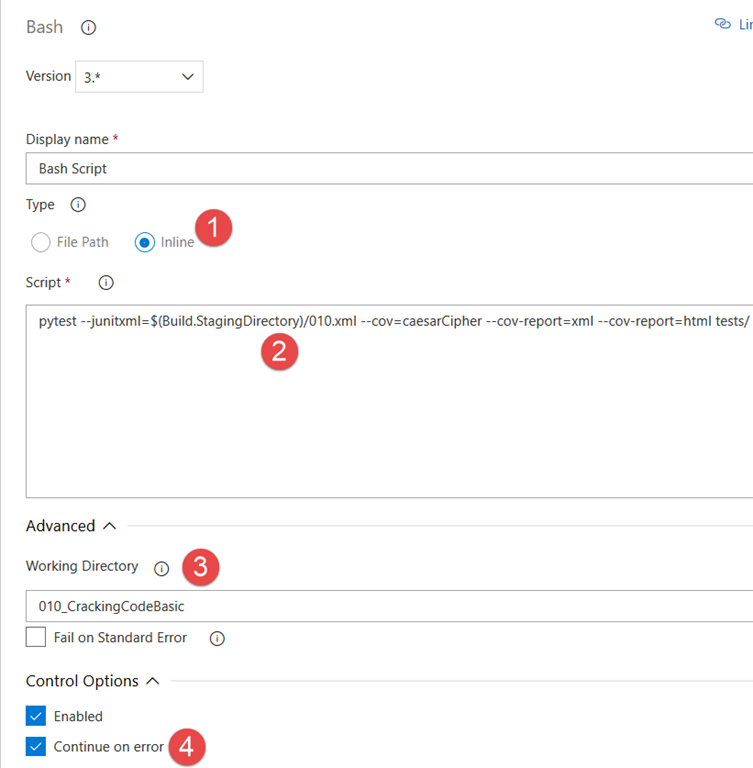 Bash
Version 3.*
Display name *
Bash Script
Type
1
File Path Inline
Script *
pytest --junitxml=$(Build.StagingDirectory)/010.xml --cov=caesarCipher --cov-report=xml --cov-report=html tests/
2
Advanced
Working Directory 3
010_CrackingCodeBasic
Fail on Standard Error
Control Options
Enabled
Continue on error 4